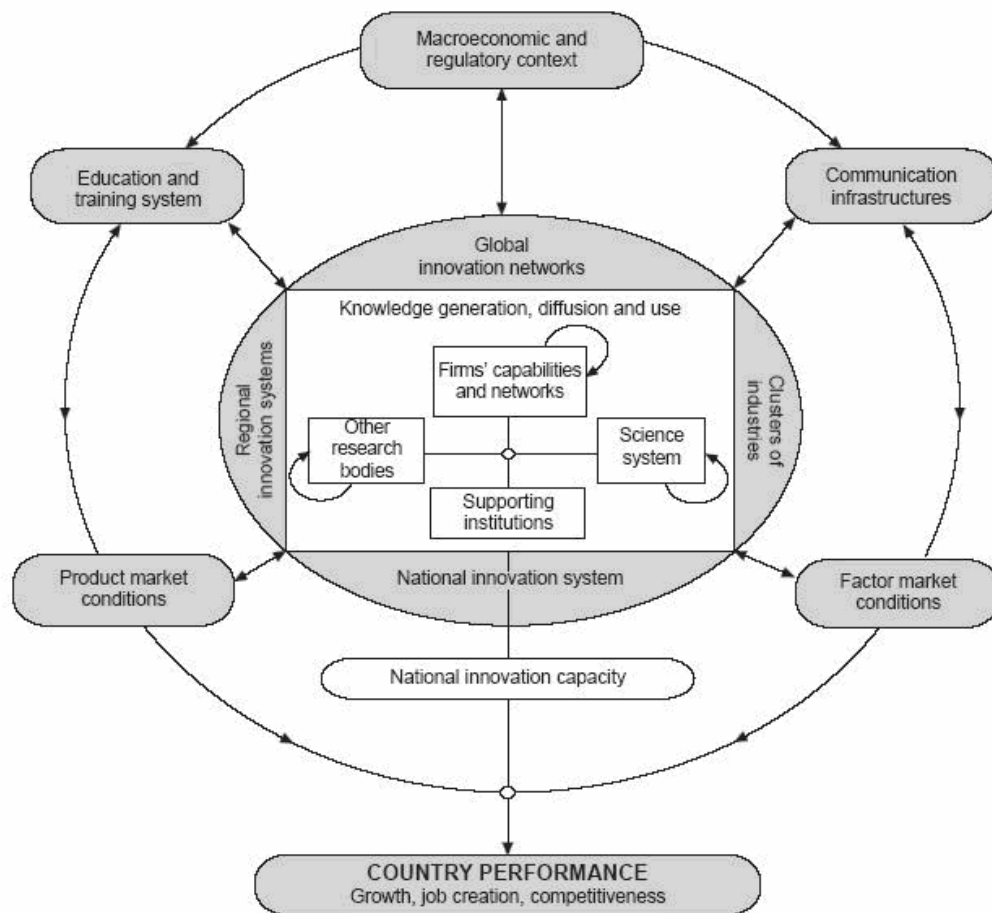 Macroeconomic and
regulatory context
Education and
training system
Communication
infrastructures
Global
innovation networks
Knowledge generation, diffusion and use
Firms' capabilities
and networks
Regional
innovation systems
Clusters of
industries
Other
research
bodies
Science
system
Supporting
institutions
Product market
conditions
National innovation system
Factor market
conditions
National innovation capacity
COUNTRY PERFORMANCE
Growth, job creation, competitiveness